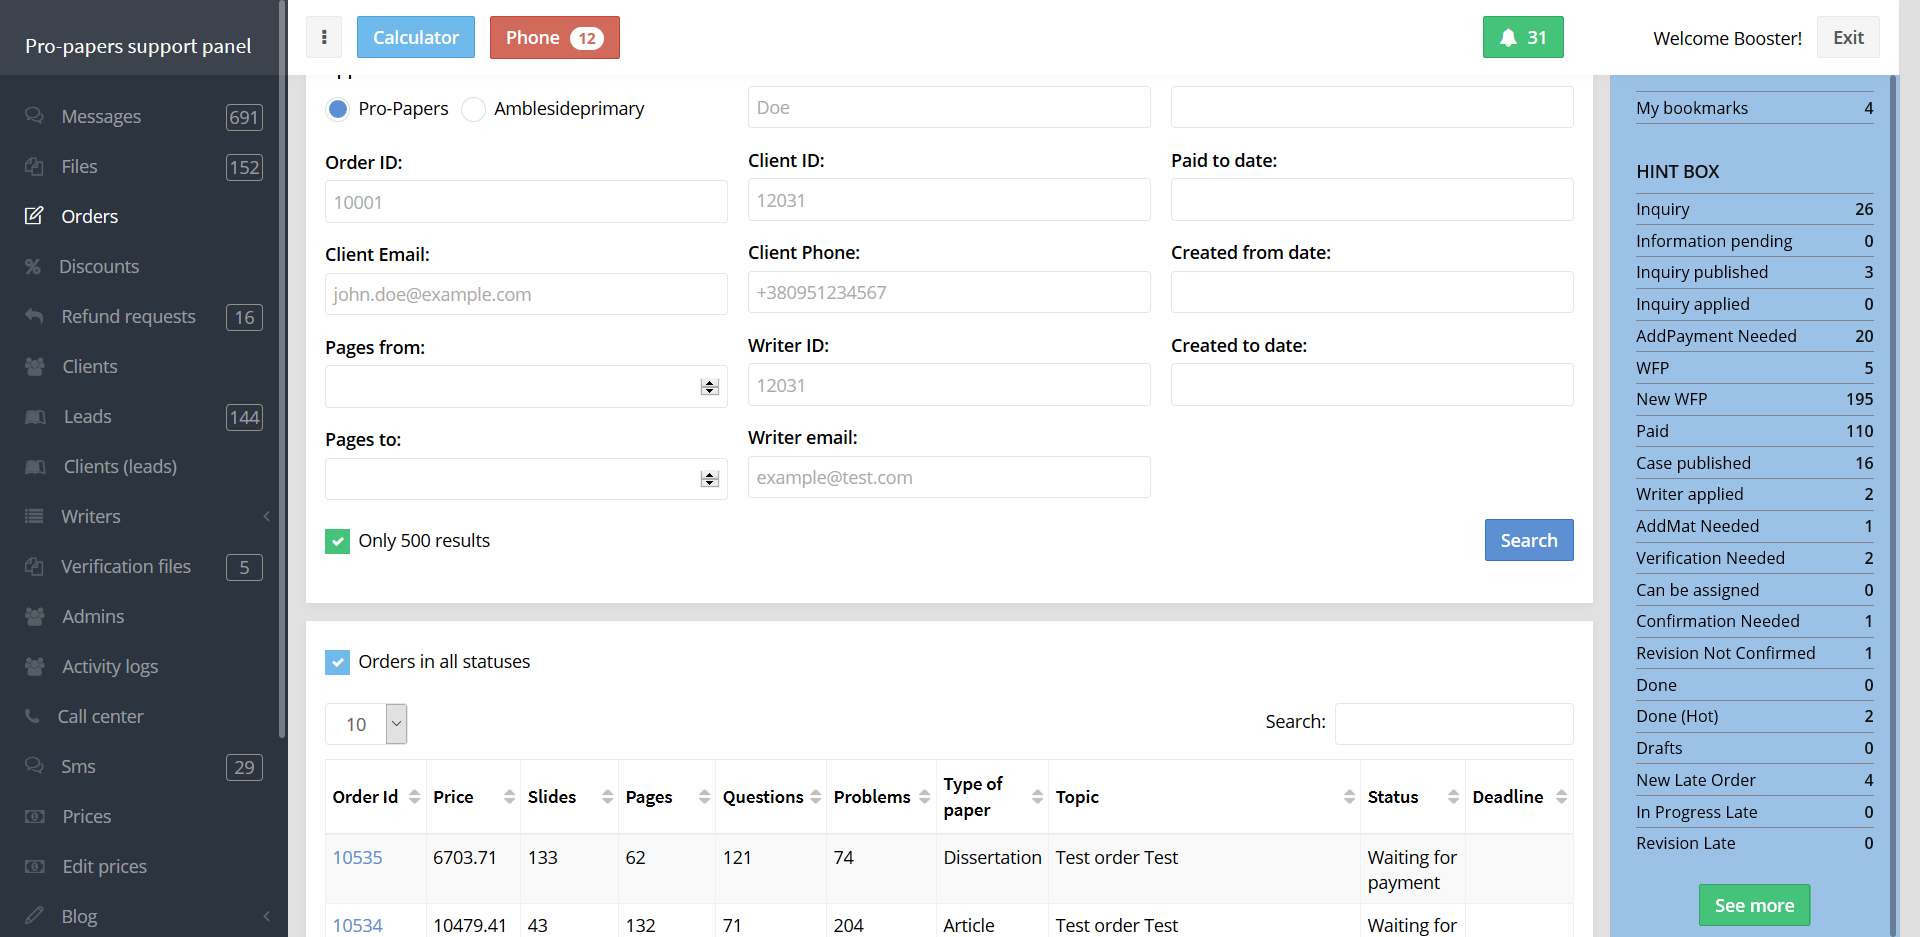 Pro-papers support panel
Calculator
Phone 12
31
Welcome Booster!
Exit
Messages 691
Files 152
Orders
Discounts
Refund requests 16
Clients
Leads 144
Clients (leads)
Writers
Verification files 5
Admins
Activity logs
Call center
Sms 29
Prices
Edit prices
Blog
Pro-Papers
Amblesideprimary
Doe
Order ID:
10001
Client ID:
12031
Paid to date:
Client Email:
john.doe@example.com
Client Phone:
+380951234567
Created from date:
Pages from:
Writer ID:
12031
Created to date:
Pages to:
Writer email:
example@test.com
Only 500 results
Search
Orders in all statuses
10
Search:
Order Id Price Slides Pages Questions Problems Type of paper Topic Status Deadline
10535 6703.71 133 62 121 74 Dissertation Test order Test Waiting for payment
10534 10479.41 43 132 71 204 Article Test order Test Waiting for
My bookmarks 4
HINT BOX
Inquiry 26
Information pending 0
Inquiry published 3
Inquiry applied 0
AddPayment Needed 20
WFP 5
New WFP 195
Paid 110
Case published 16
Writer applied 2
AddMat Needed 1
Verification Needed 2
Can be assigned 0
Confirmation Needed 1
Revision Not Confirmed 1
Done 0
Done (Hot) 2
Drafts 0
New Late Order 4
In Progress Late 0
Revision Late 0
See more